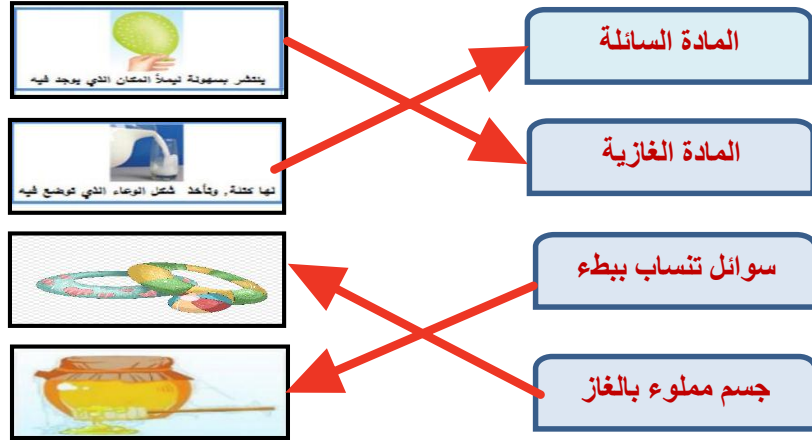 المادة السائلة
ينتشر بسهولة ليملأ المكان الذي يوجد فيه
المادة الغازية
لها كتلة, وتأخذ شكل الوعاء الذي توضع فيه
سوائل تنساب ببطء
جسم مملوء بالغاز